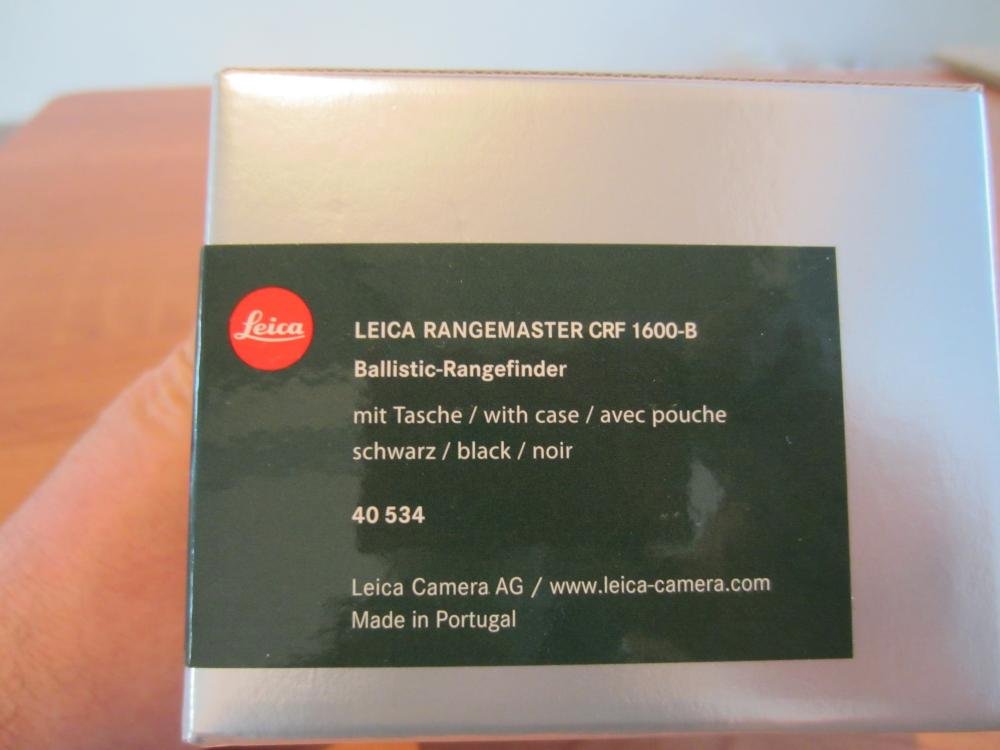 Leica
LEICA RANGEMASTER CRF 1600-B
Ballistic-Rangefinder
mit Tasche / with case / avec pouche
schwarz / black / noir
40 534
Leica Camera AG / www.leica-camera.com
Made in Portugal